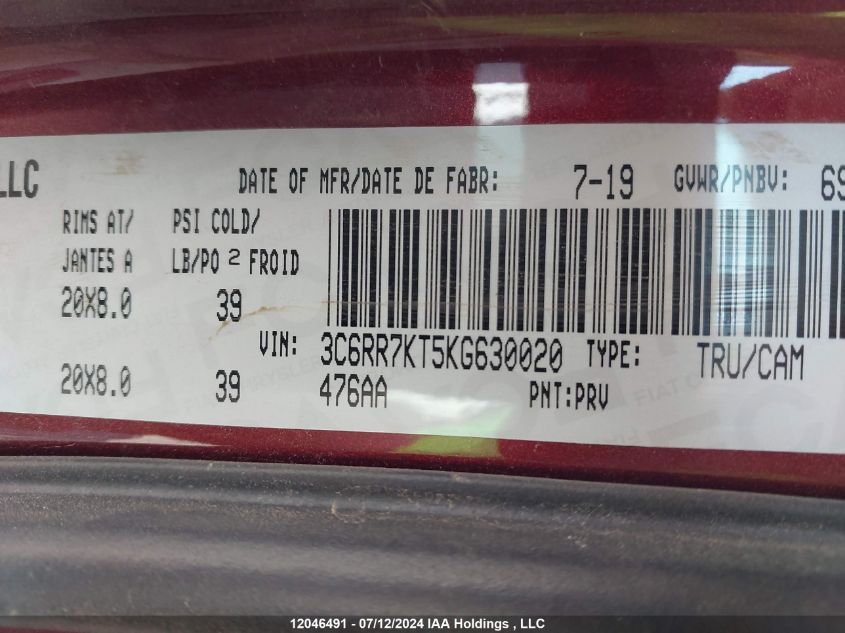 LLC DATE OF MFR/DATE DE FABR: 7-19 GVWR/PNBV: 69
RIMS AT/ PSI COLD/
JANTES A LB/PO 2 FROID
20X8.0 39
VIN: 3C6RR7KT5KG630020 TYPE: TRU/CAM
20X8.0 39 476AA PNT:PRV
12046491 - 07/12/2024 IAA Holdings , LLC